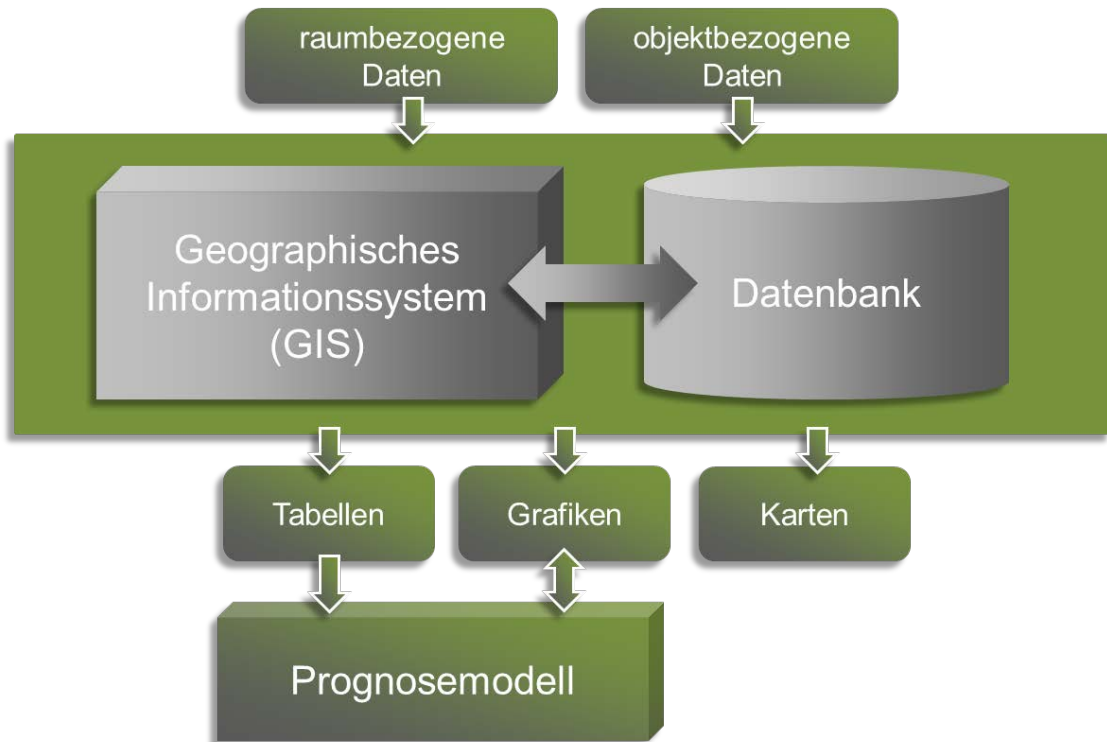 raumbezogene
Daten
objektbezogene
Daten
Geographisches
Informationssystem
(GIS)
Datenbank
Tabellen
Grafiken
Karten
Prognosemodell